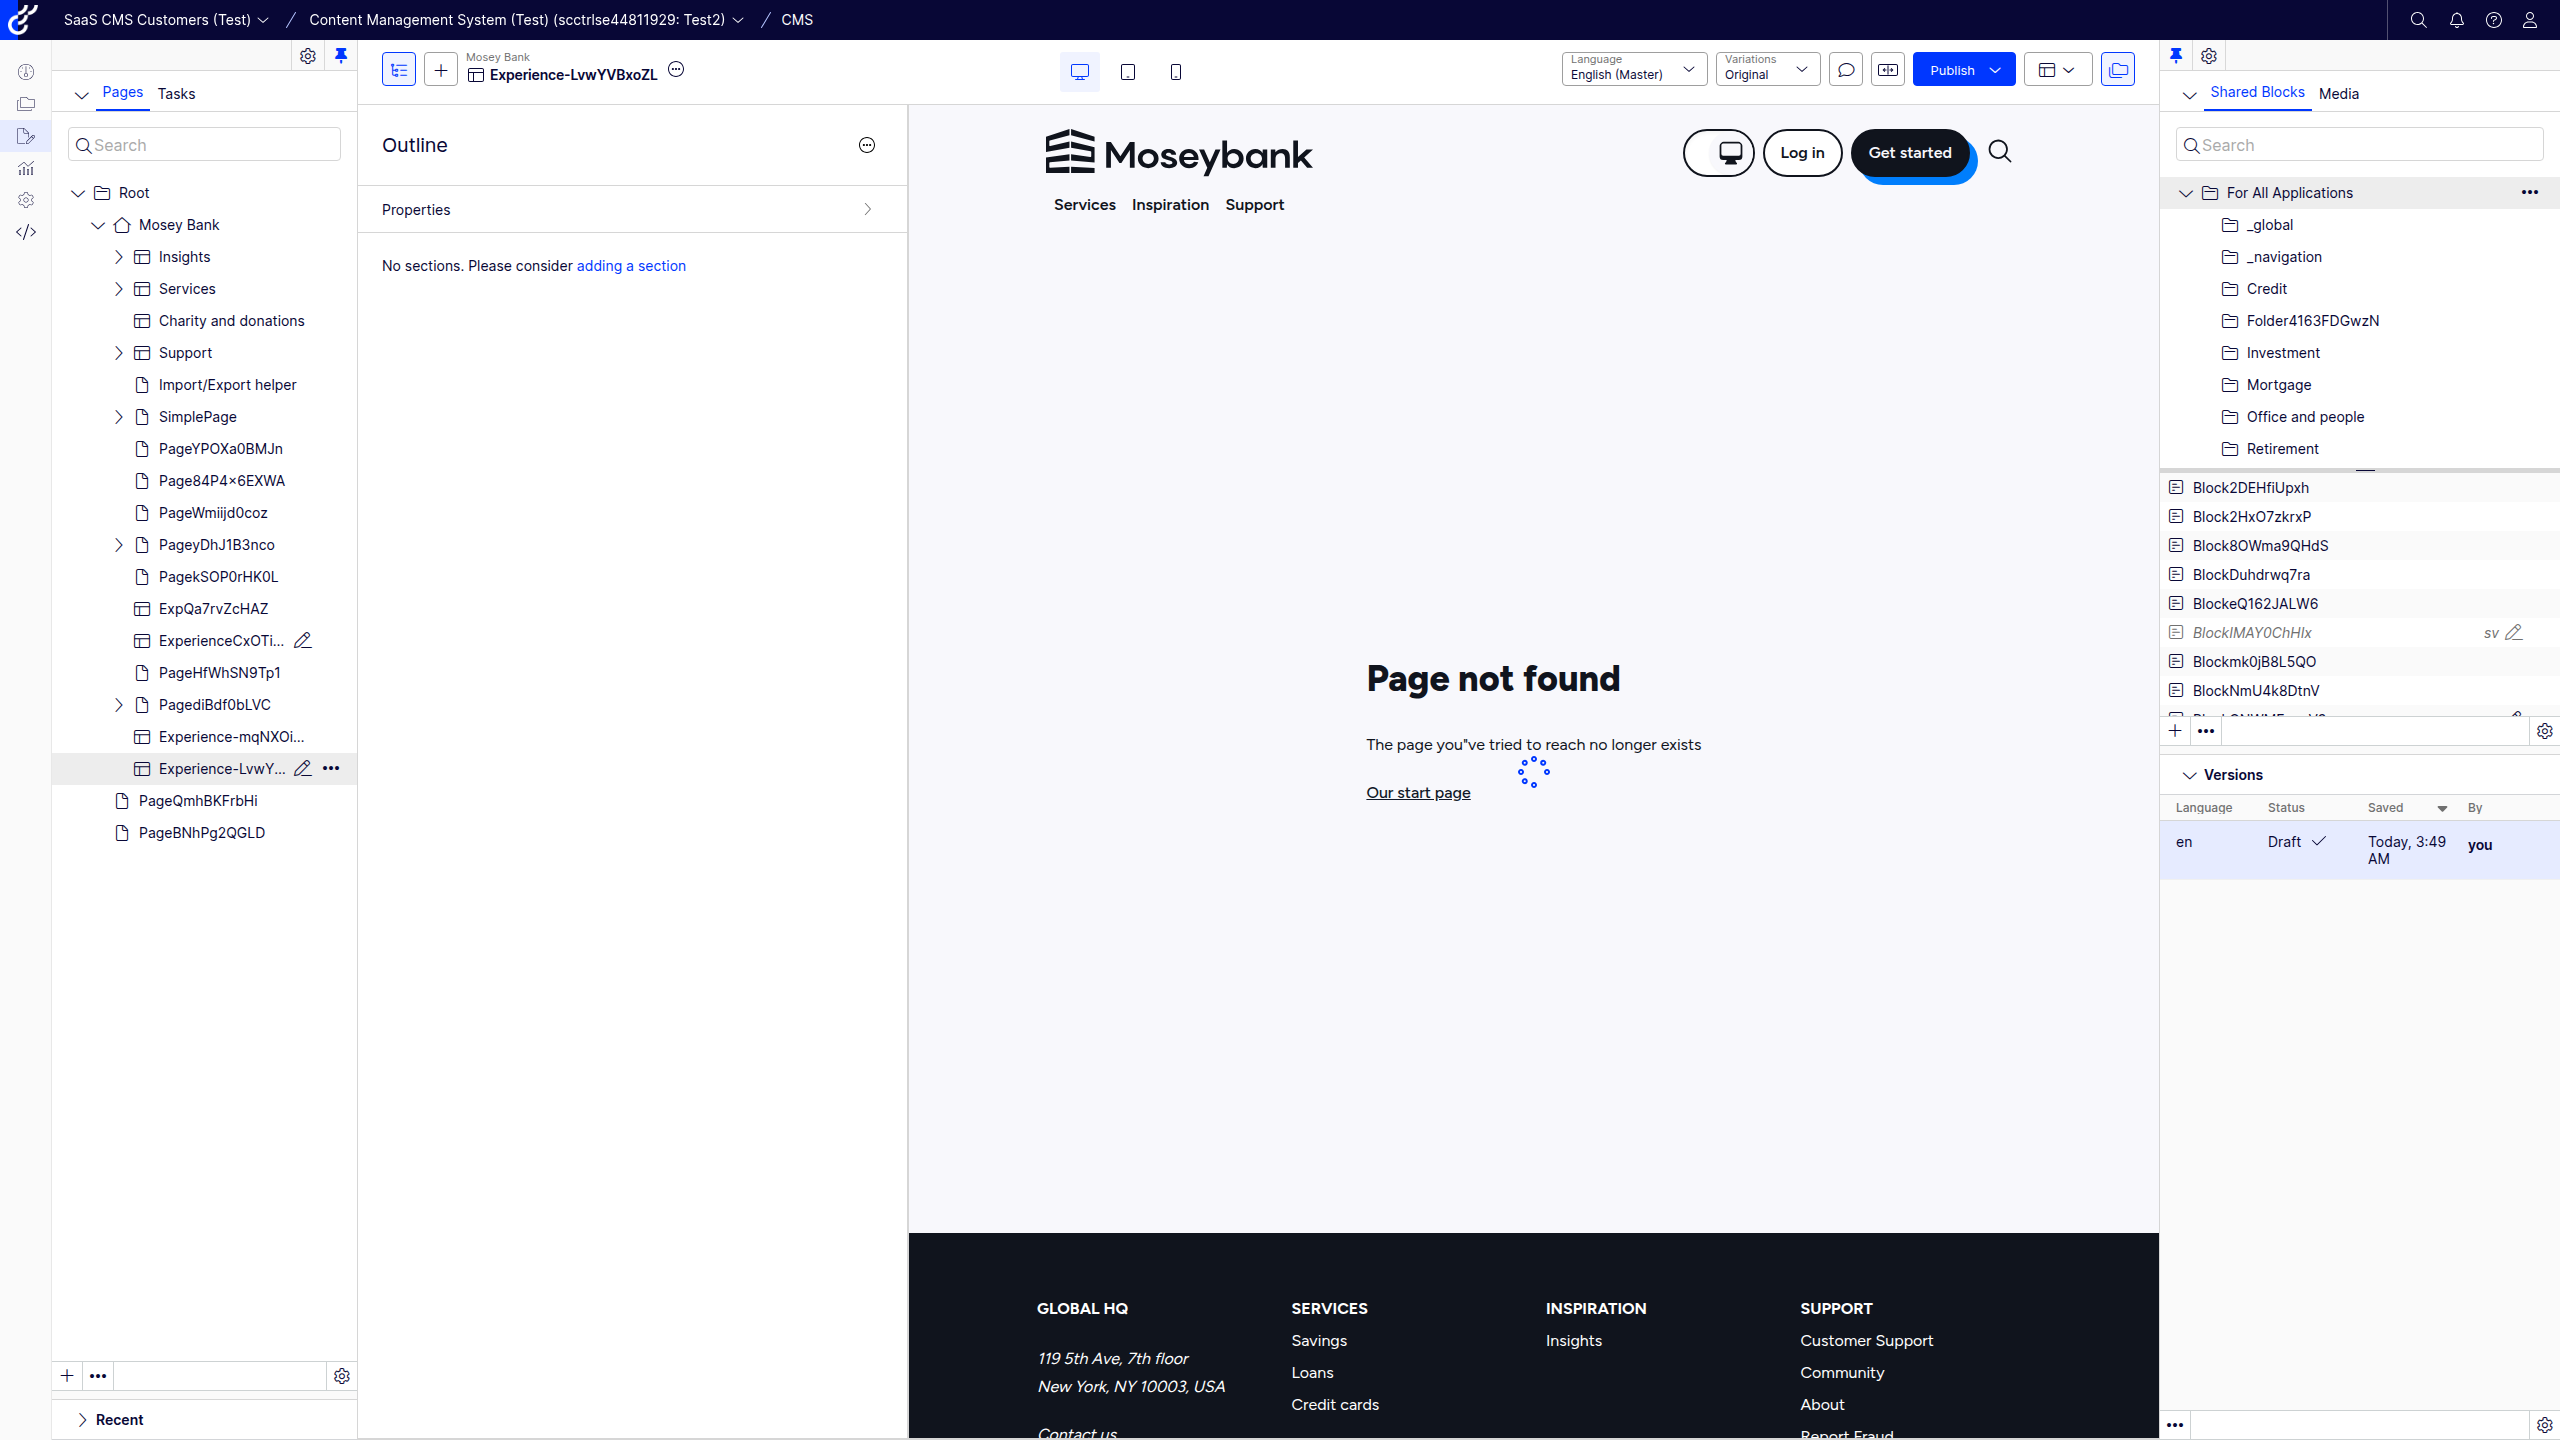 SaaS CMS Customers (Test)
Content Management System (Test) (scctrlse44811929: Test2)
CMS
Pages
Tasks
Search
Root
Mosey Bank
Insights
Services
Charity and donations
Support
Import/Export helper
SimplePage
PageYPOXa0BMJn
Page84P4x6EXWA
PageWmiijd0coz
PageyDhJ1B3nco
PagekSOP0rHK0L
ExpQa7rvZcHAZ
ExperienceCxOTi...
PageHfWhSN9Tp1
PagediBdf0bLVC
Experience-mqNXOi...
Experience-LvwY...
PageQmhBKFrbHi
PageBNhPg2QGLD
Recent
Mosey Bank
Experience-LvwYVBxoZL
Language
English (Master)
Variations
Original
Publish
Outline
Properties
No sections. Please consider adding a section
Moseybank
Log in
Get started
Services
Inspiration
Support
Page not found
The page you"ve tried to reach no longer exists
Our start page
GLOBAL HQ
119 5th Ave, 7th floor
New York, NY 10003, USA
Contact us
SERVICES
Savings
Loans
Credit cards
INSPIRATION
Insights
SUPPORT
Customer Support
Community
About
Report Fraud
Shared Blocks
Media
Search
For All Applications
_global
_navigation
Credit
Folder4163FDGwzN
Investment
Mortgage
Office and people
Retirement
Block2DEHfiUpxh
Block2HxO7zkrxP
Block8OWma9QHdS
BlockDuhdrwq7ra
BlockeQ162JALW6
BlockIMAY0ChHIx
sv
Blockmk0jB8L5QO
BlockNmU4k8DtnV
Versions
Language
Status
Saved
By
en
Draft
Today, 3:49
AM
you